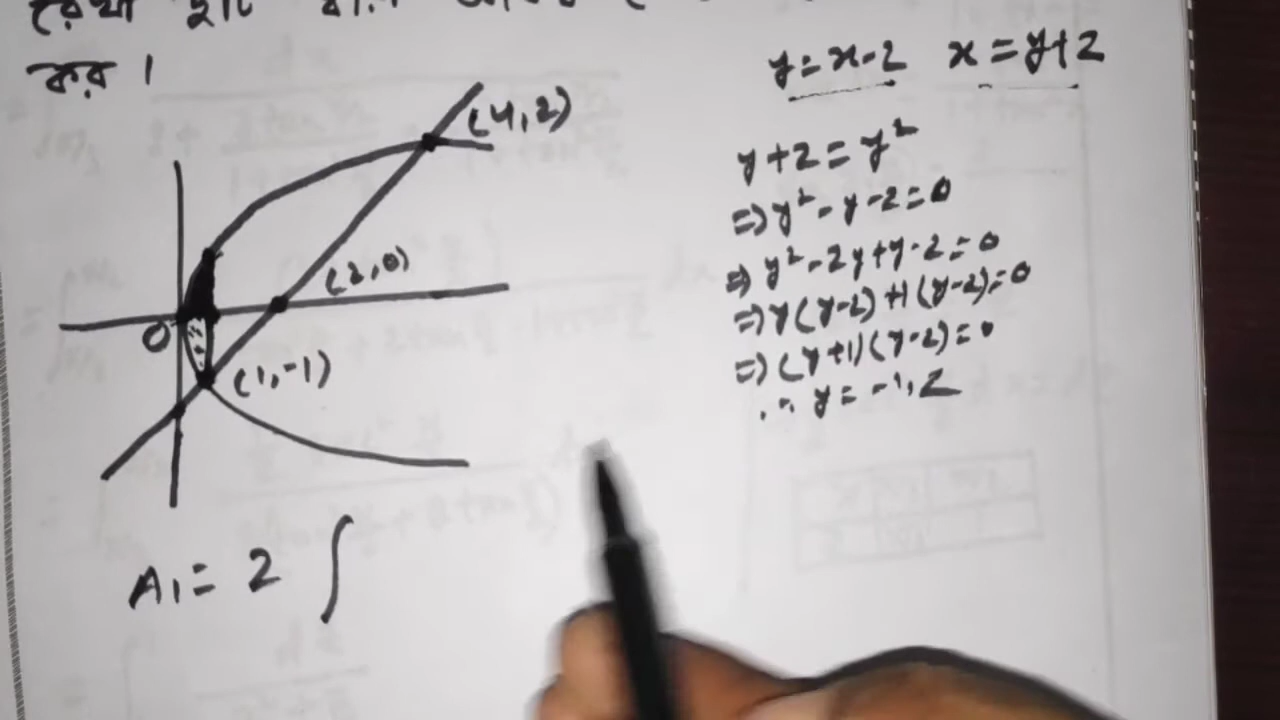 কর ।
y = x - 2 x = y + 2
(4, 2)
y + 2 = y²
⇒ y² - y - 2 = 0
⇒ y² - 2y + y - 2 = 0
(2, 0)
⇒ y (y - 2) + 1 (y - 2) = 0
O
⇒ (y + 1) (y - 2) = 0
(1, -1)
∴ y = -1, 2
A₁ = 2 ∫